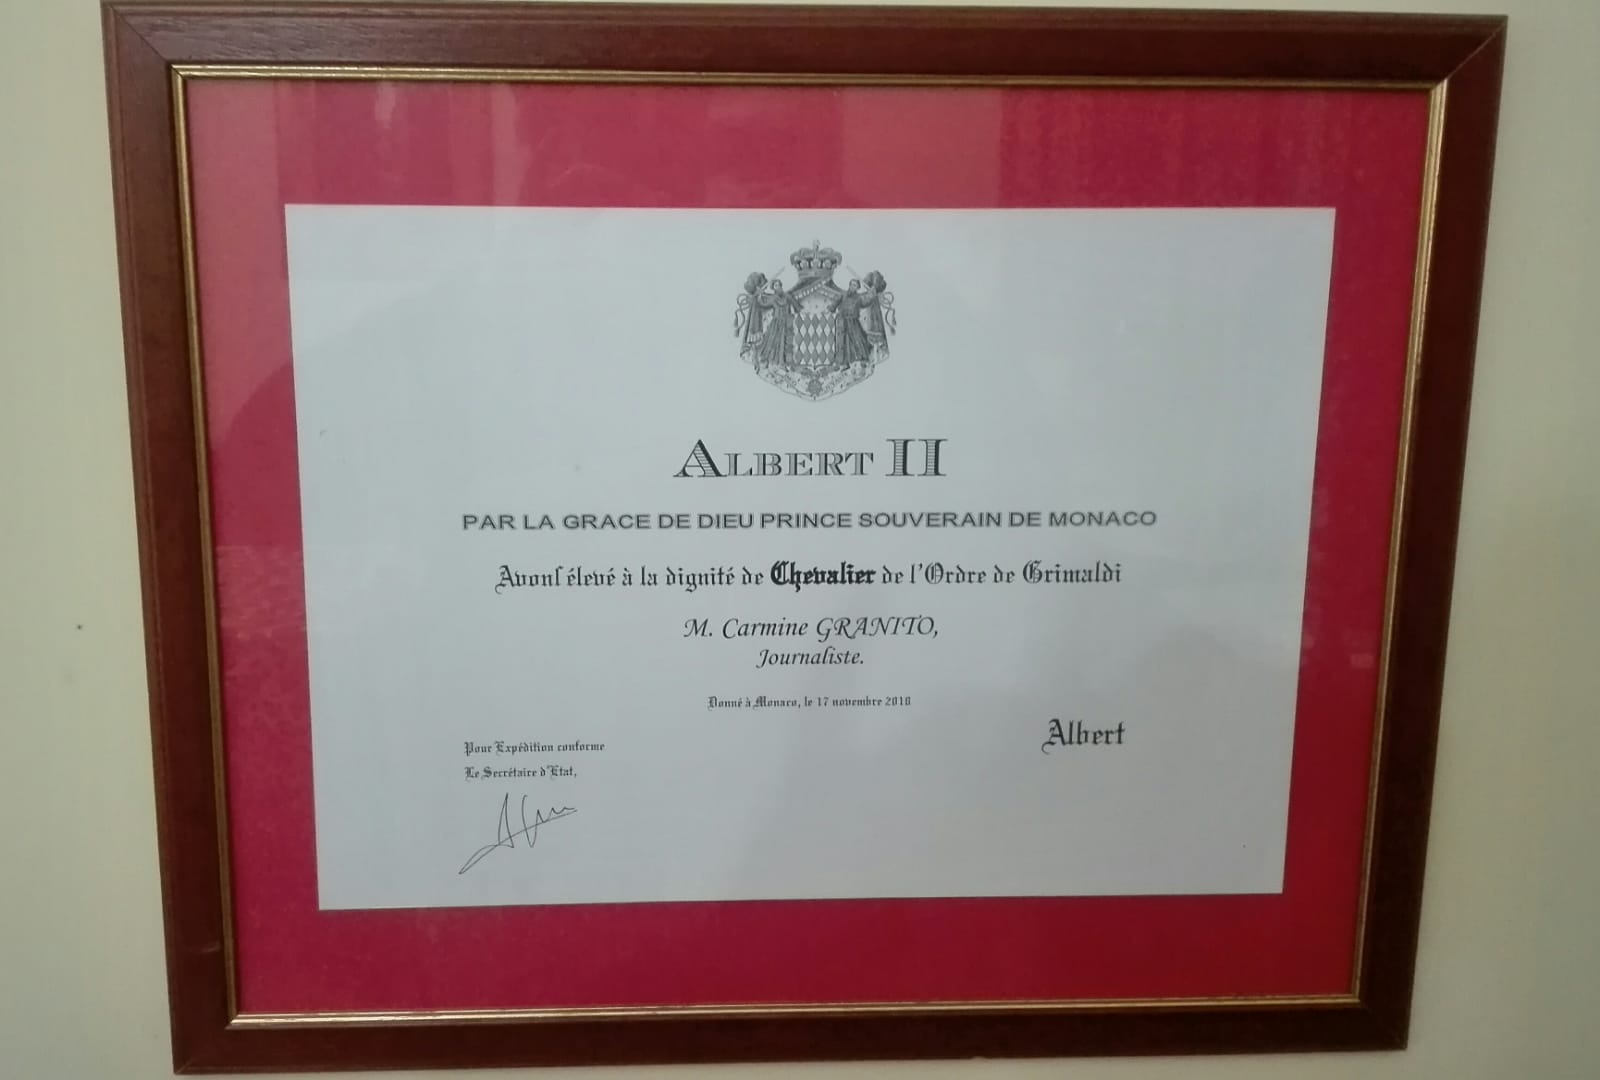 ALBERT II
PAR LA GRACE DE DIEU PRINCE SOUVERAIN DE MONACO
Avons élevé à la dignité de Chevalier de l'Ordre de Grimaldi
M. Carmine GRANITO,
Journaliste.
Donné à Monaco, le 17 novembre 2010
Albert
Pour Expédition conforme
Le Secrétaire d'Etat,